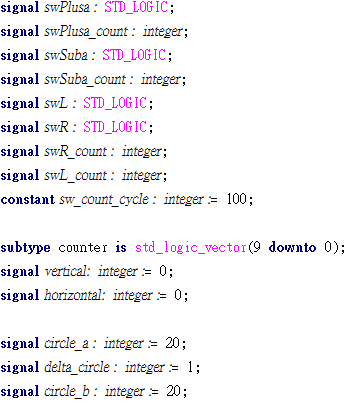 signal swPlusa : STD_LOGIC;
signal swPlusa_count : integer;
signal swSuba : STD_LOGIC;
signal swSuba_count : integer;
signal swL : STD_LOGIC;
signal swR : STD_LOGIC;
signal swR_count : integer;
signal swL_count : integer;
constant sw_count_cycle : integer := 100;
subtype counter is std_logic_vector(9 downto 0);
signal vertical: integer := 0;
signal horizontal: integer := 0;
signal circle_a : integer := 20;
signal delta_circle : integer := 1;
signal circle_b : integer := 20;